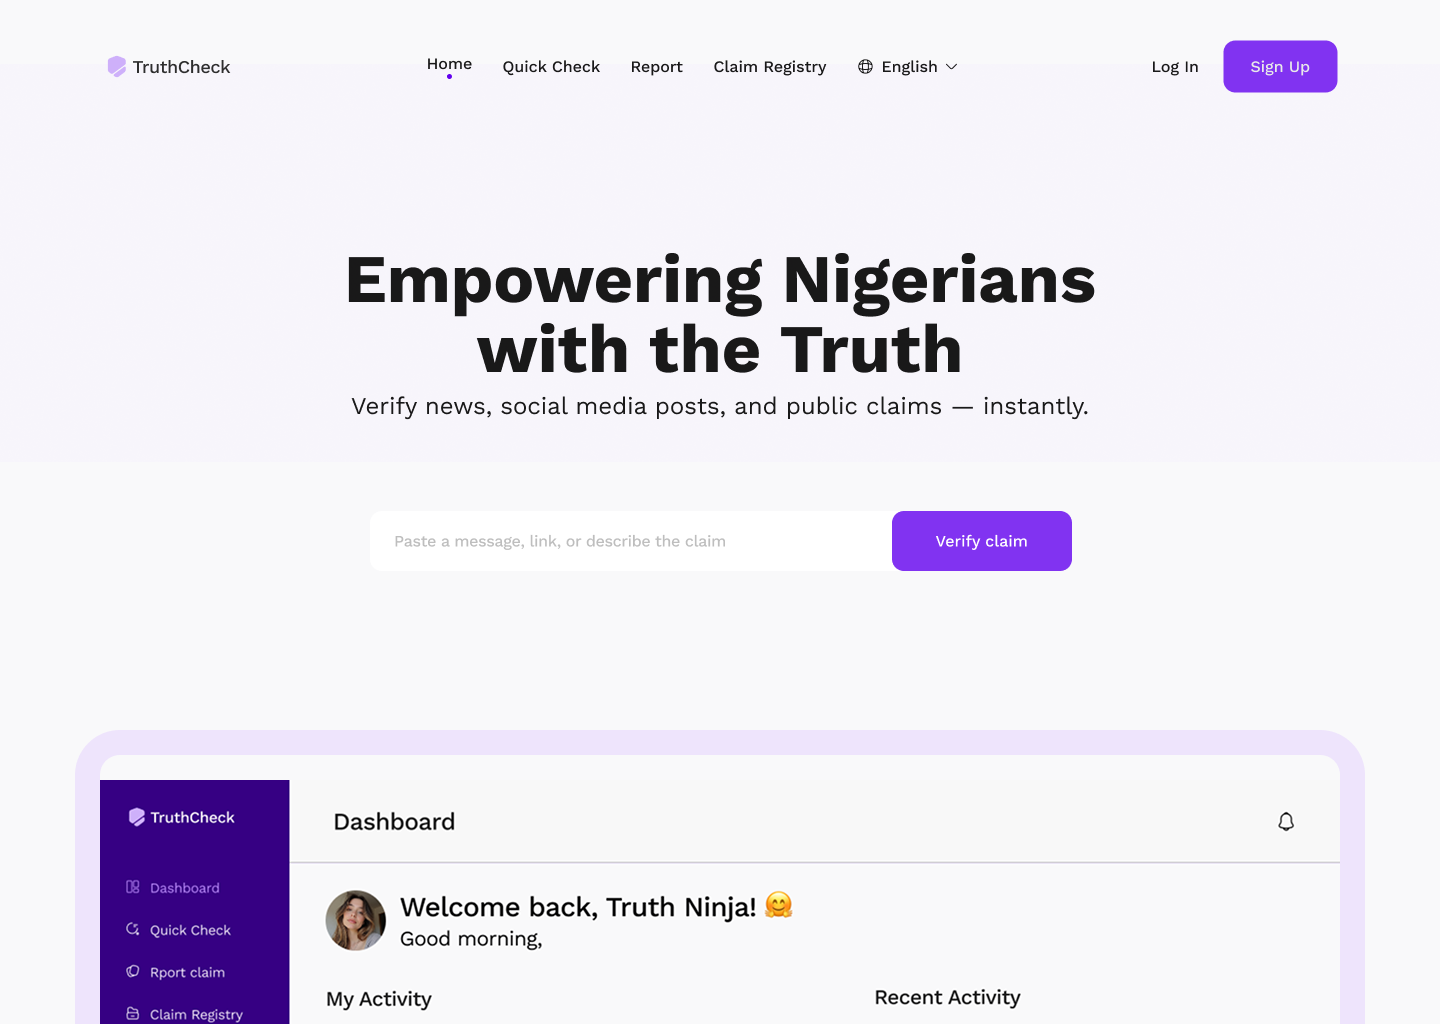 TruthCheck
Home
Quick Check
Report
Claim Registry
English
Log In
Sign Up
Empowering Nigerians
with the Truth
Verify news, social media posts, and public claims — instantly.
Paste a message, link, or describe the claim
Verify claim
TruthCheck
Dashboard
Quick Check
Rport claim
Claim Registry
Dashboard
Welcome back, Truth Ninja! 🤗
Good morning,
My Activity
Recent Activity